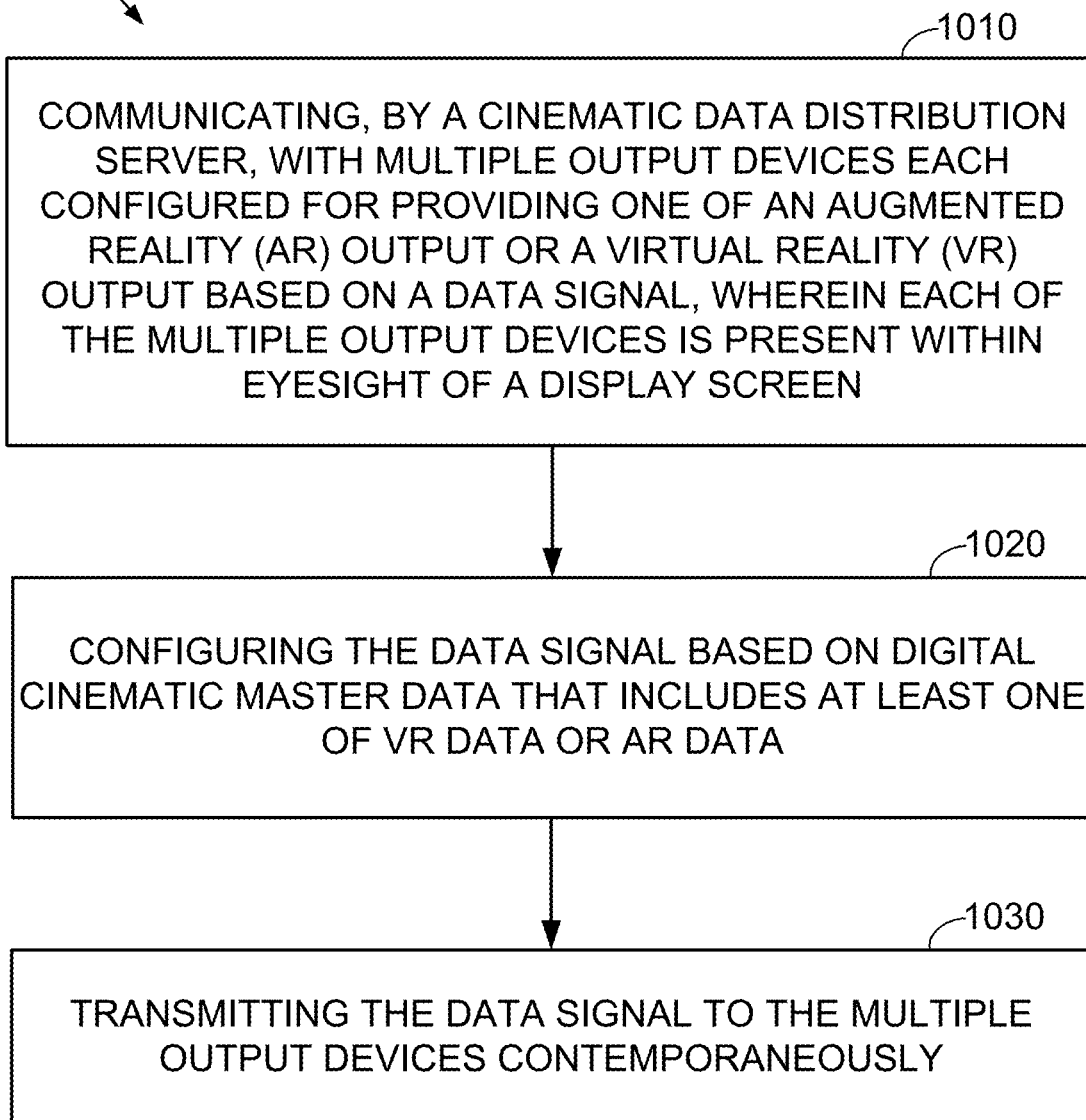 1010
COMMUNICATING, BY A CINEMATIC DATA DISTRIBUTION
SERVER, WITH MULTIPLE OUTPUT DEVICES EACH
CONFIGURED FOR PROVIDING ONE OF AN AUGMENTED
REALITY (AR) OUTPUT OR A VIRTUAL REALITY (VR)
OUTPUT BASED ON A DATA SIGNAL, WHEREIN EACH OF
THE MULTIPLE OUTPUT DEVICES IS PRESENT WITHIN
EYESIGHT OF A DISPLAY SCREEN
1020
CONFIGURING THE DATA SIGNAL BASED ON DIGITAL
CINEMATIC MASTER DATA THAT INCLUDES AT LEAST ONE
OF VR DATA OR AR DATA
1030
TRANSMITTING THE DATA SIGNAL TO THE MULTIPLE
OUTPUT DEVICES CONTEMPORANEOUSLY